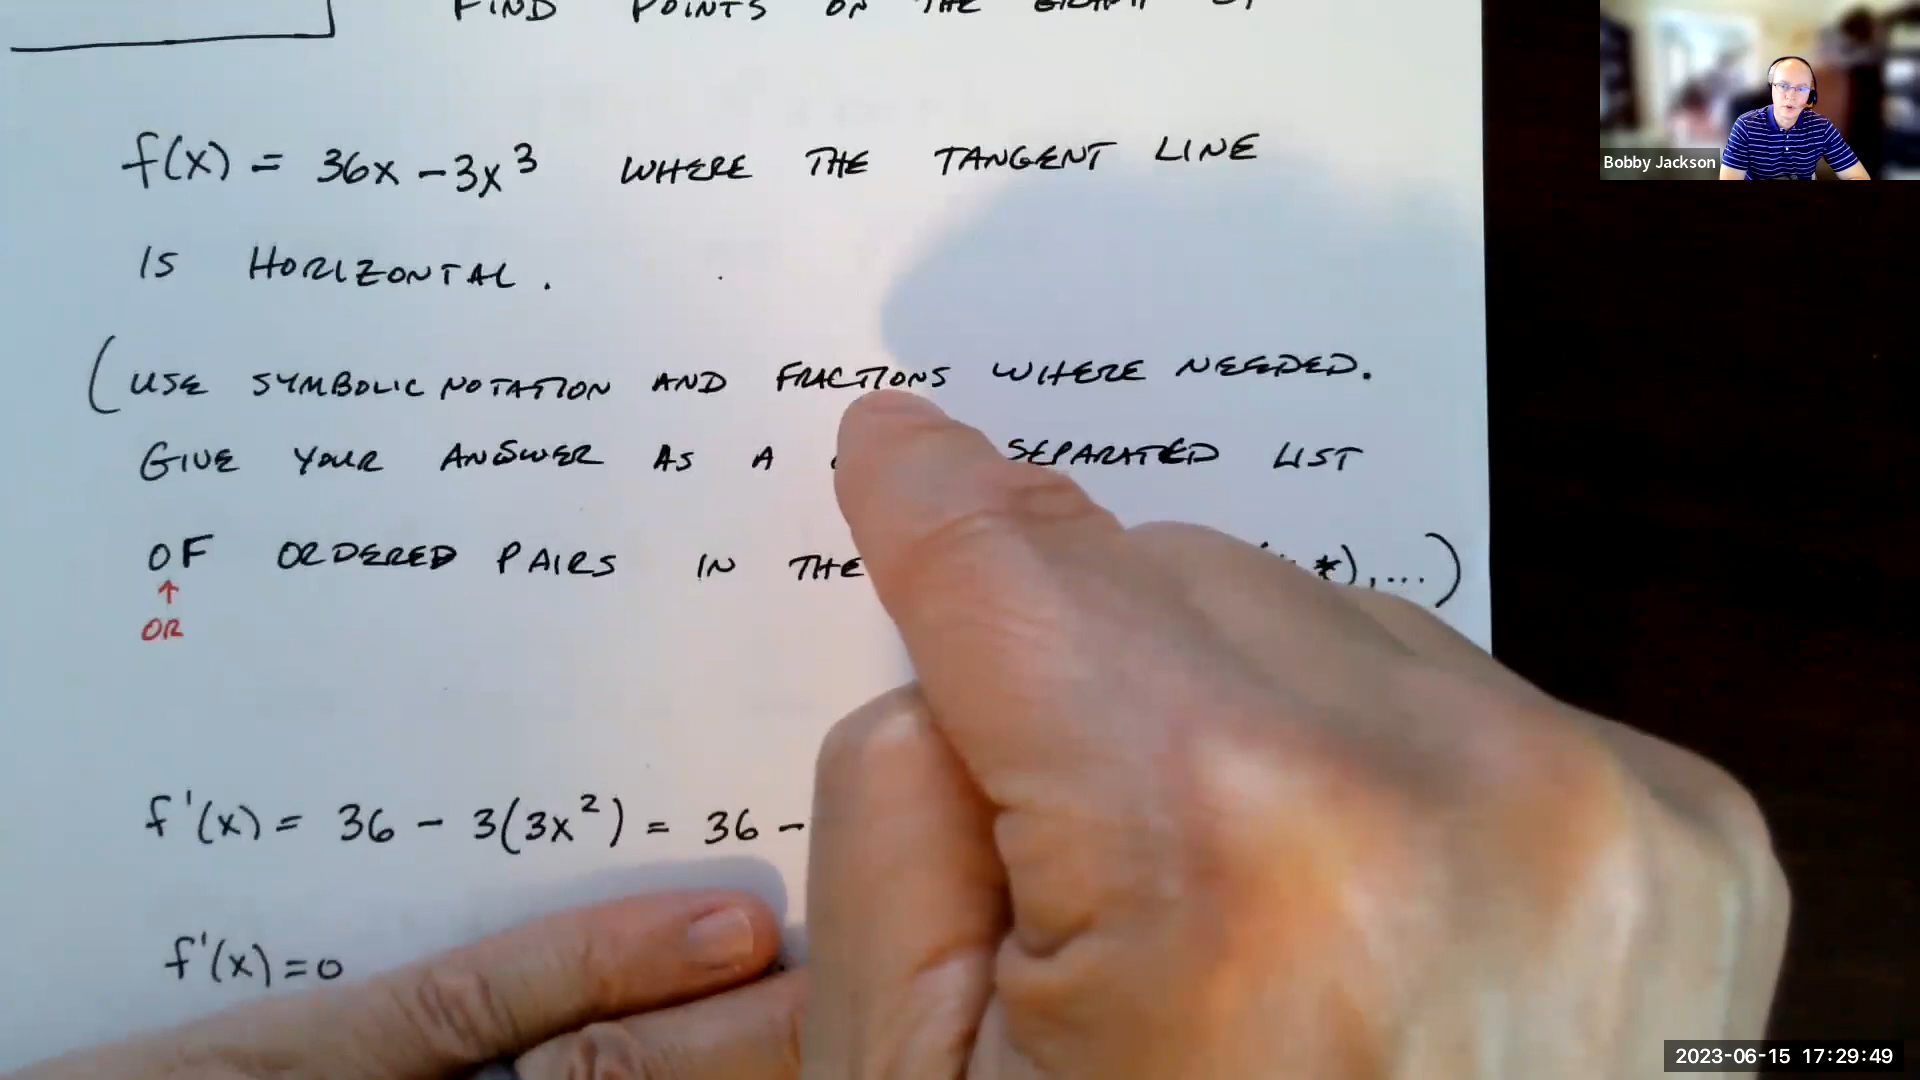 FIND POINTS ON THE GRAPH OF
f(x) = 36x - 3x³ WHERE THE TANGENT LINE
IS HORIZONTAL.
(USE SYMBOLIC NOTATION AND FRACTIONS WHERE NEEDED.
GIVE YOUR ANSWER AS A SEPARATED LIST
OF ORDERED PAIRS IN THE *),...)
↑
OR
f'(x) = 36 - 3(3x²) = 36 -
f'(x)=0
Bobby Jackson
2023-06-15 17:29:49